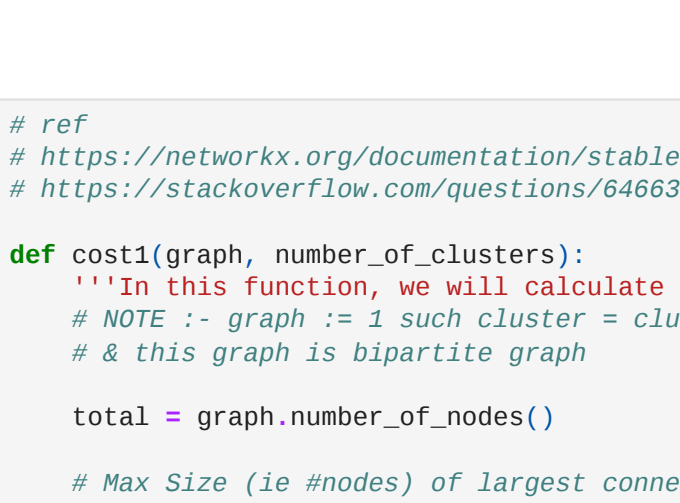 # ref
# https://networkx.org/documentation/stable
# https://stackoverflow.com/questions/64663
def cost1(graph, number_of_clusters):
'''In this function, we will calculate
# NOTE :- graph := 1 such cluster = clu
# & this graph is bipartite graph
total = graph.number_of_nodes()
# Max Size (ie #nodes) of largest conne